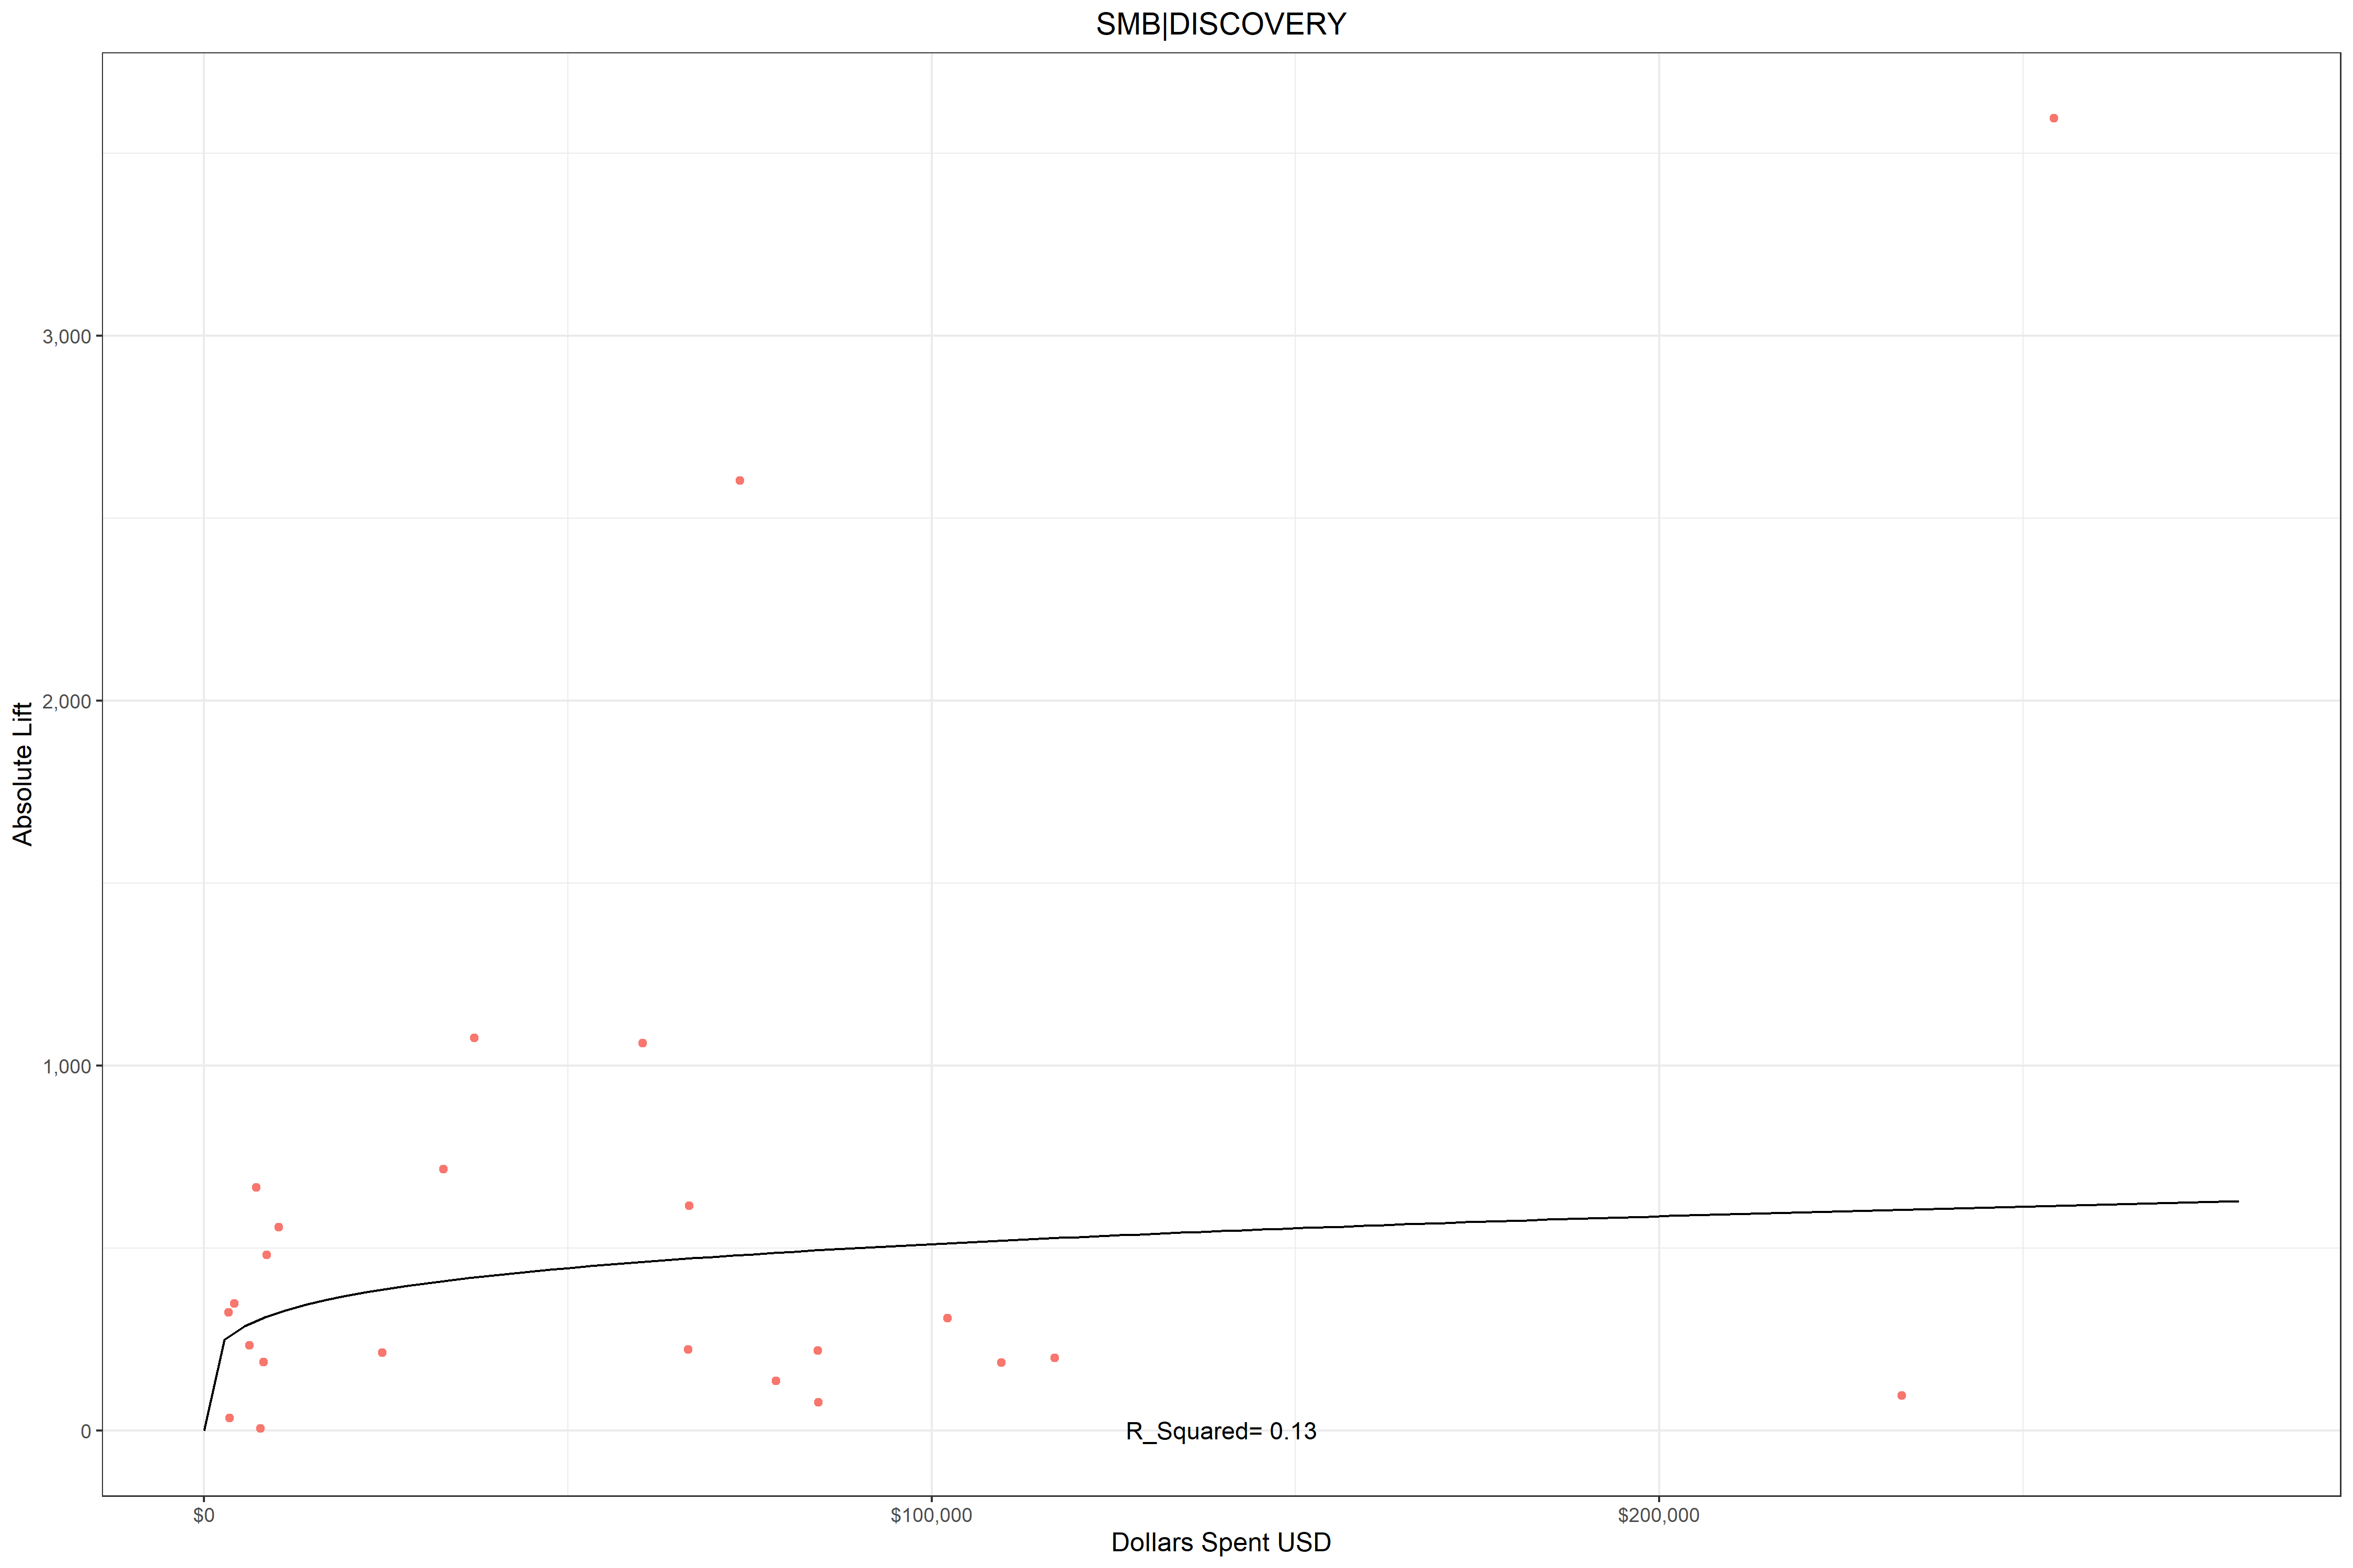 SMB|DISCOVERY
Absolute Lift
3,000
2,000
1,000
0
R_Squared= 0.13
$0
$100,000
$200,000
Dollars Spent USD